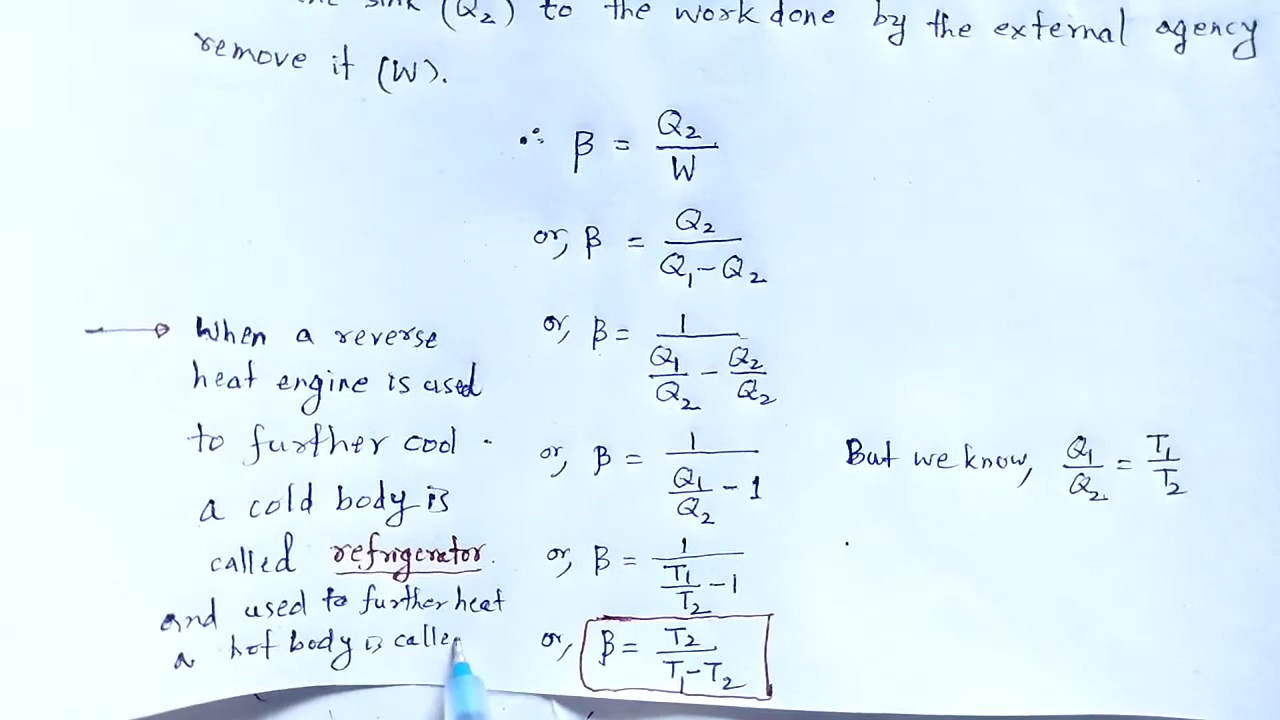 sink (Q₂) to the work done by the external agency
remove it (W).
∴ β = Q₂/W
or, β = Q₂/(Q₁-Q₂)
When a reverse
heat engine is used
to further cool
a cold body is
called refrigerator.
and used to further heat
a hot body is calle
or, β = 1/(Q₁/Q₂ - Q₂/Q₂)
or, β = 1/(Q₁/Q₂ - 1)
But we know, Q₁/Q₂ = T₁/T₂
or, β = 1/(T₁/T₂ - 1)
or, β = T₂/(T₁-T₂)